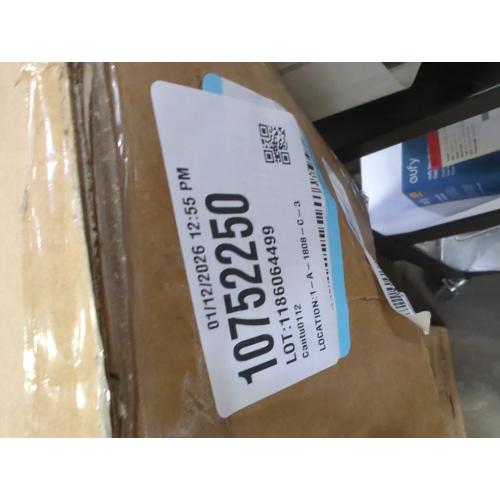 01/12/2026 12:55 PM
10752250
LOT:1186064499
Cantu0112
LOCATION:1-A-1808-C-3
eufy